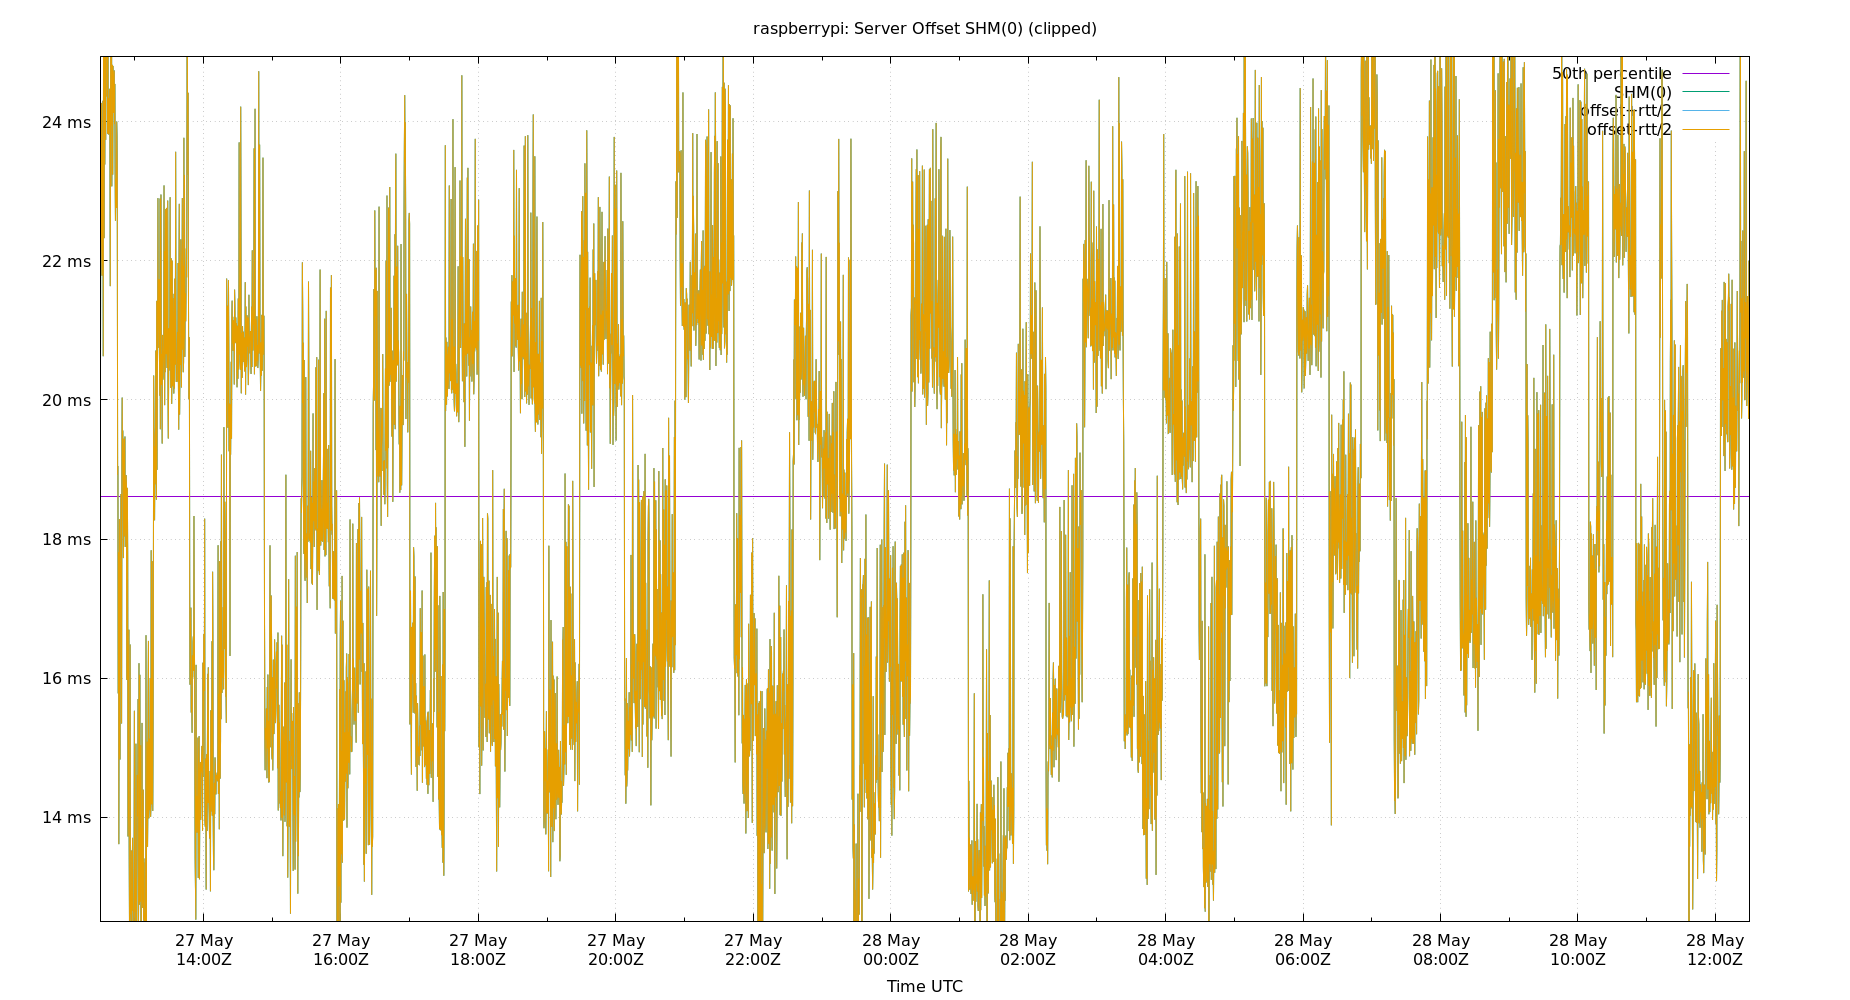 raspberrypi: Server Offset SHM(0) (clipped)
50th percentile
SHM(0)
offset+rtt/2
offset-rtt/2
24 ms
22 ms
20 ms
18 ms
16 ms
14 ms
27 May 14:00Z
27 May 16:00Z
27 May 18:00Z
27 May 20:00Z
27 May 22:00Z
28 May 00:00Z
28 May 02:00Z
28 May 04:00Z
28 May 06:00Z
28 May 08:00Z
28 May 10:00Z
28 May 12:00Z
Time UTC